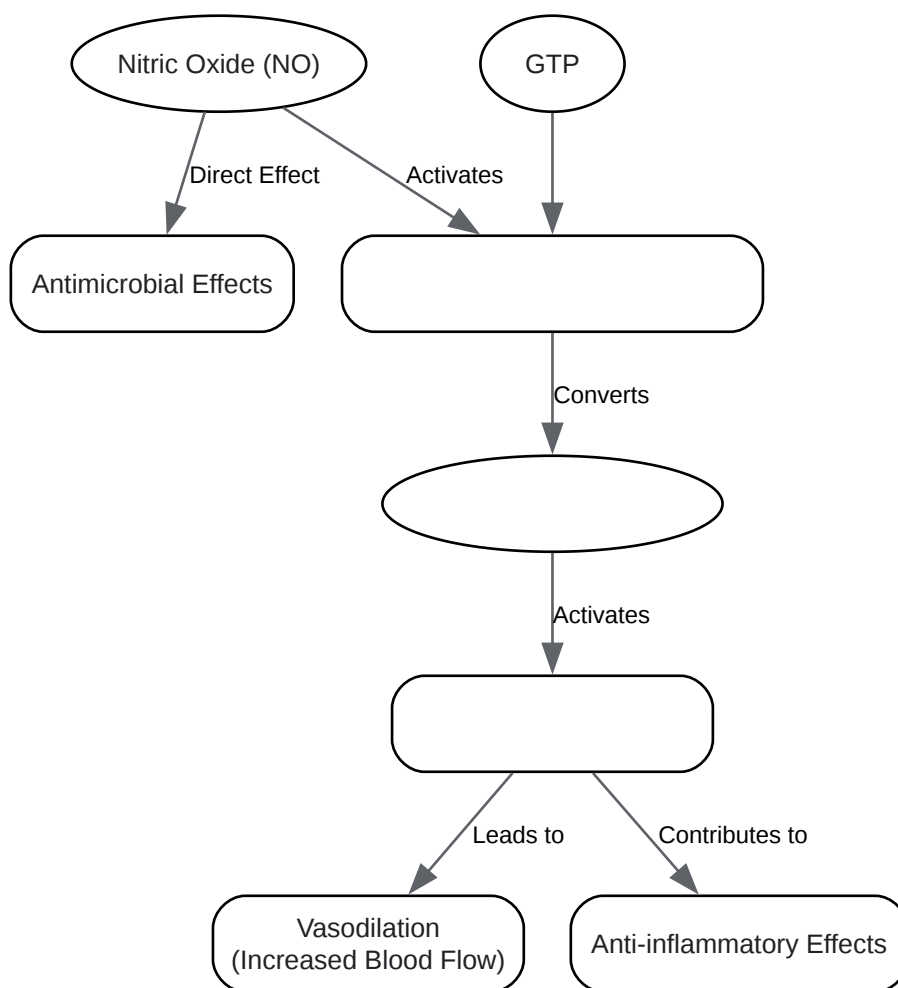 Nitric Oxide (NO)
GTP
Direct Effect
Activates
Antimicrobial Effects
Converts
Activates
Leads to
Contributes to
Vasodilation
(Increased Blood Flow)
Anti-inflammatory Effects